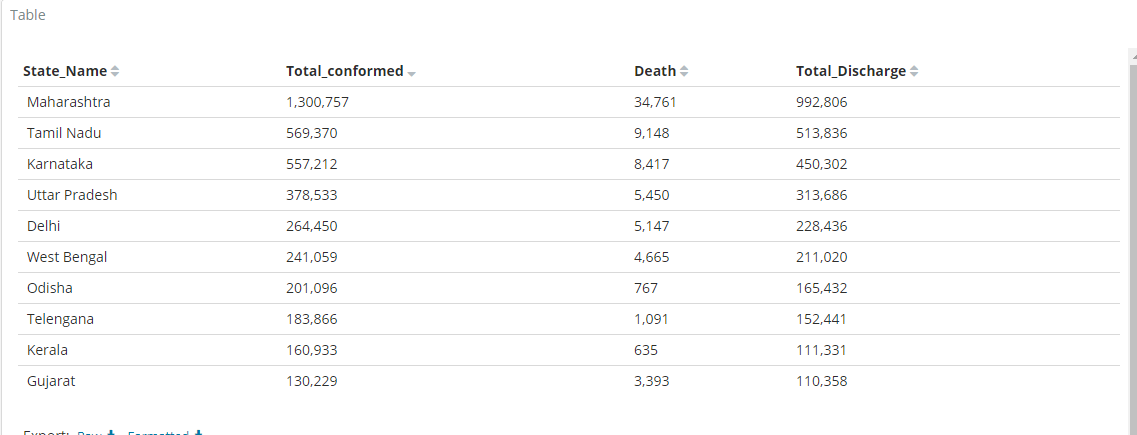 Table
State_Name Total_conformed Death Total_Discharge
Maharashtra 1,300,757 34,761 992,806
Tamil Nadu 569,370 9,148 513,836
Karnataka 557,212 8,417 450,302
Uttar Pradesh 378,533 5,450 313,686
Delhi 264,450 5,147 228,436
West Bengal 241,059 4,665 211,020
Odisha 201,096 767 165,432
Telengana 183,866 1,091 152,441
Kerala 160,933 635 111,331
Gujarat 130,229 3,393 110,358
Export: Raw Formatted